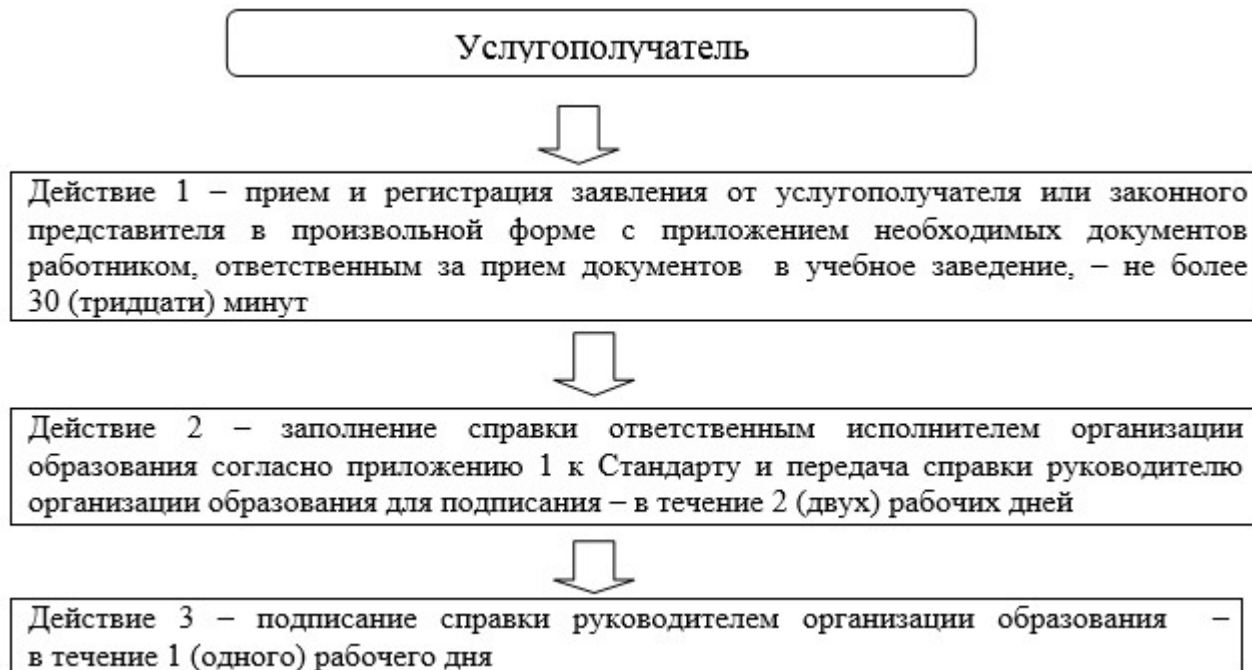 Услугополучатель
Действие 1 – прием и регистрация заявления от услугополучателя или законного
представителя в произвольной форме с приложением необходимых документов
работником, ответственным за прием документов в учебное заведение, – не более
30 (тридцати) минут
Действие 2 – заполнение справки ответственным исполнителем организации
образования согласно приложению 1 к Стандарту и передача справки руководителю
организации образования для подписания – в течение 2 (двух) рабочих дней
Действие 3 – подписание справки руководителем организации образования –
в течение 1 (одного) рабочего дня